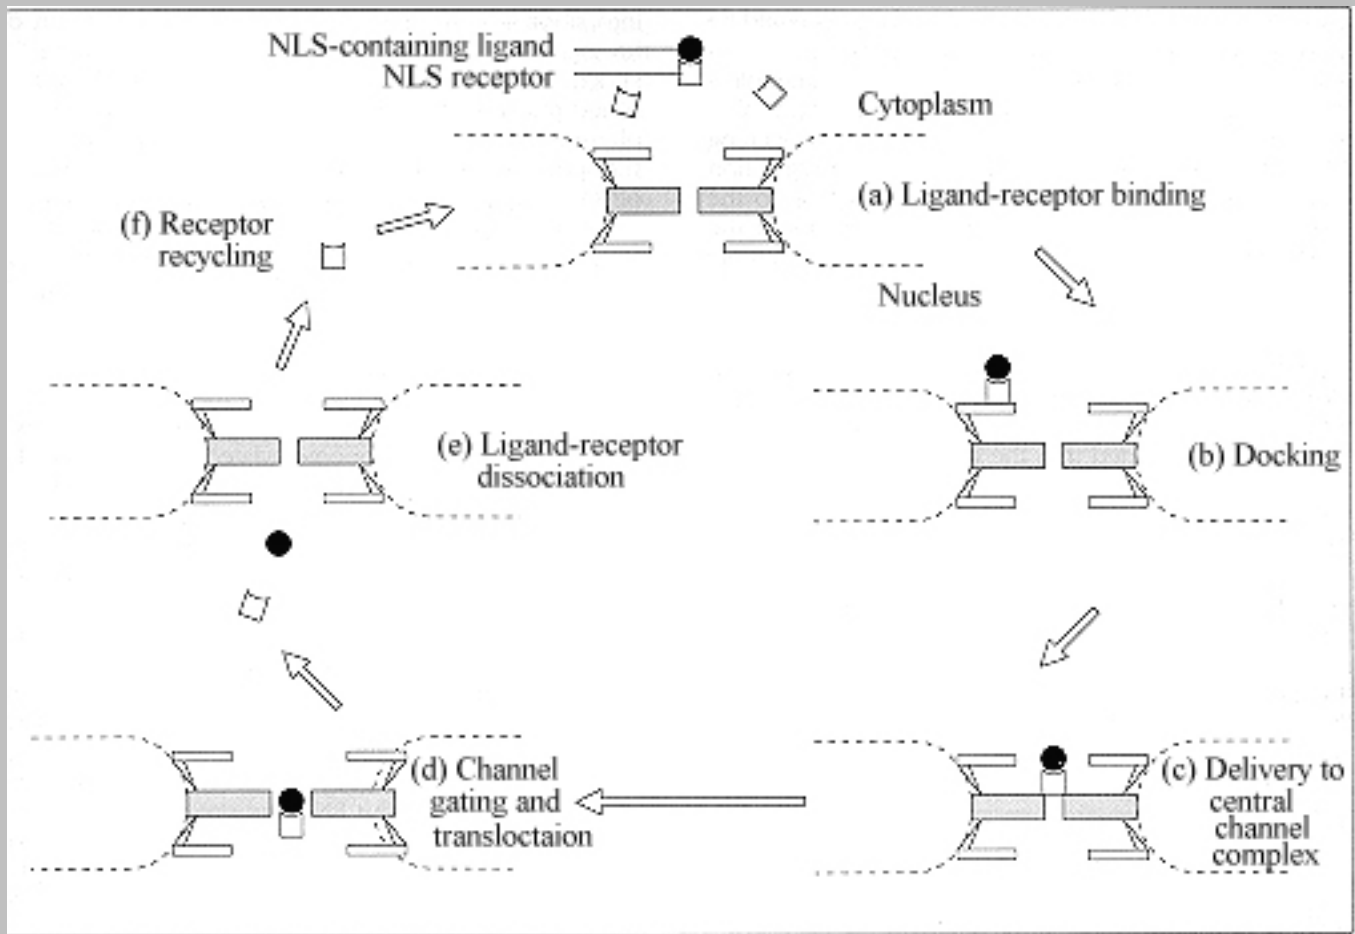 NLS-containing ligand
NLS receptor
Cytoplasm
(a) Ligand-receptor binding
Nucleus
(b) Docking
(c) Delivery to
central
channel
complex
(d) Channel
gating and
transloctaion
(e) Ligand-receptor
dissociation
(f) Receptor
recycling